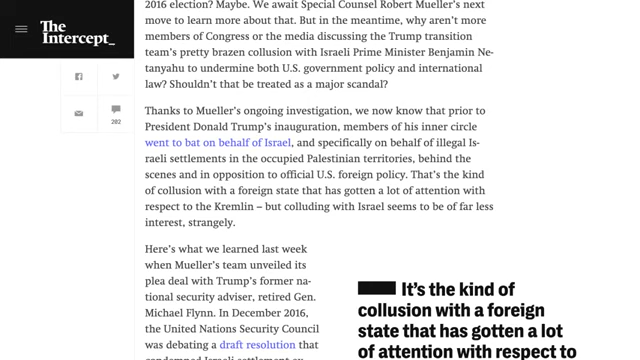 The
Intercept_
282
2016 election? Maybe. We await Special Counsel Robert Mueller's next
move to learn more about that. But in the meantime, why aren't more
members of Congress or the media discussing the Trump transition
team's pretty brazen collusion with Israeli Prime Minister Benjamin Ne-
tanyahu to undermine both U.S. government policy and international
law? Shouldn't that be treated as a major scandal?
Thanks to Mueller's ongoing investigation, we now know that prior to
President Donald Trump's inauguration, members of his inner circle
went to bat on behalf of Israel, and specifically on behalf of illegal Is-
raeli settlements in the occupied Palestinian territories, behind the
scenes and in opposition to official U.S. foreign policy. That's the kind
of collusion with a foreign state that has gotten a lot of attention with
respect to the Kremlin – but colluding with Israel seems to be of far less
interest, strangely.
Here's what we learned last week
when Mueller's team unveiled its
plea deal with Trump's former na-
tional security adviser, retired Gen.
Michael Flynn. In December 2016,
the United Nations Security Council
was debating a draft resolution that
condemned Israeli settlement ex-
It's the kind of
collusion with a foreign
state that has gotten a lot
of attention with respect to